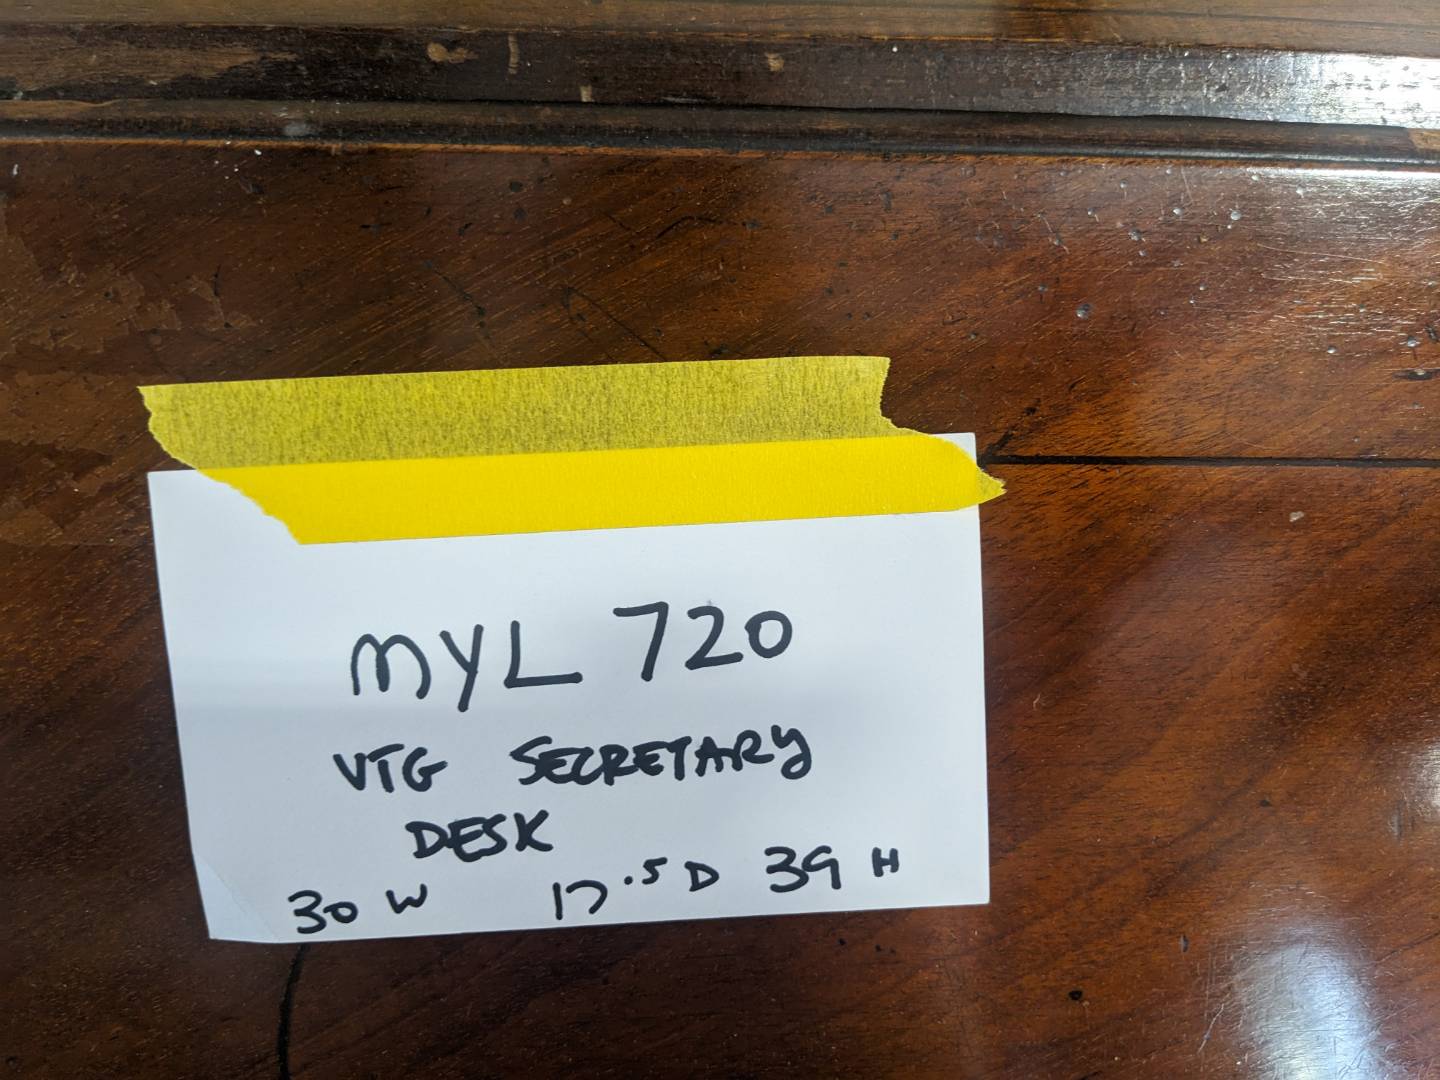 MYL 720
VTG SECRETARY
DESK
30 W 17.5 D 39 H